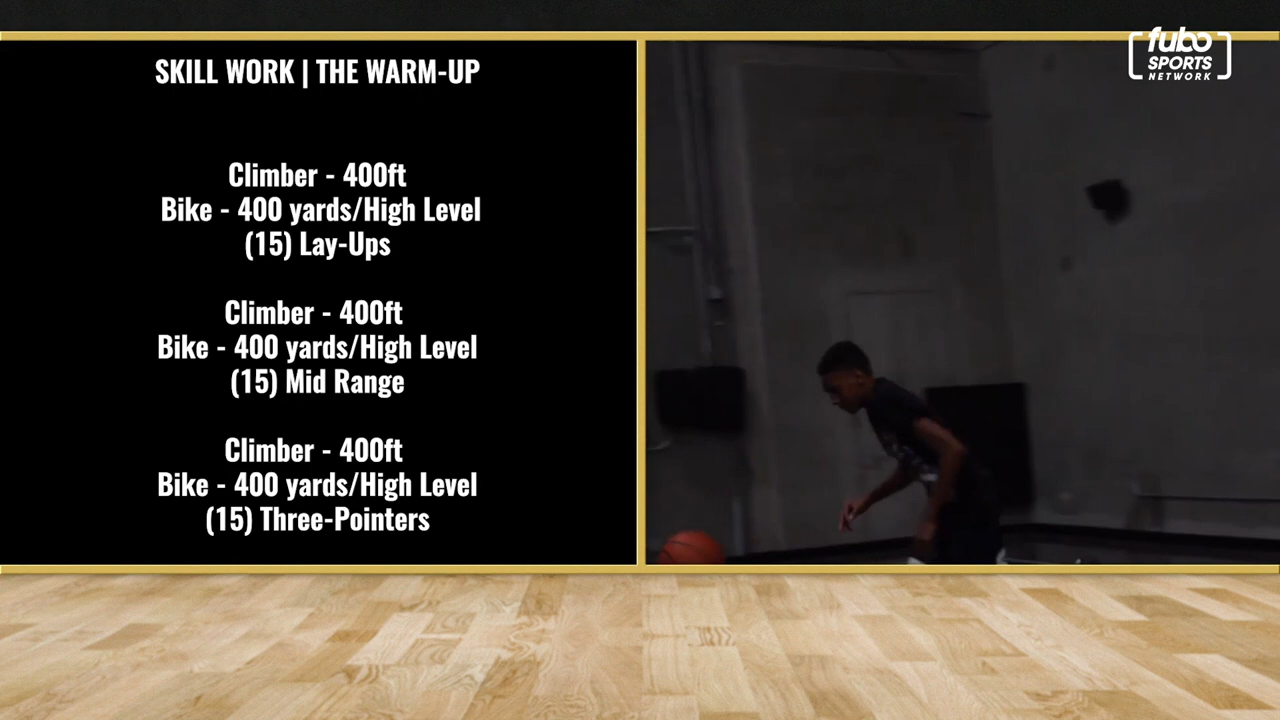 SKILL WORK | THE WARM-UP
Climber - 400ft
Bike - 400 yards/High Level
(15) Lay-Ups
Climber - 400ft
Bike - 400 yards/High Level
(15) Mid Range
Climber - 400ft
Bike - 400 yards/High Level
(15) Three-Pointers
fubo
SPORTS
NETWORK